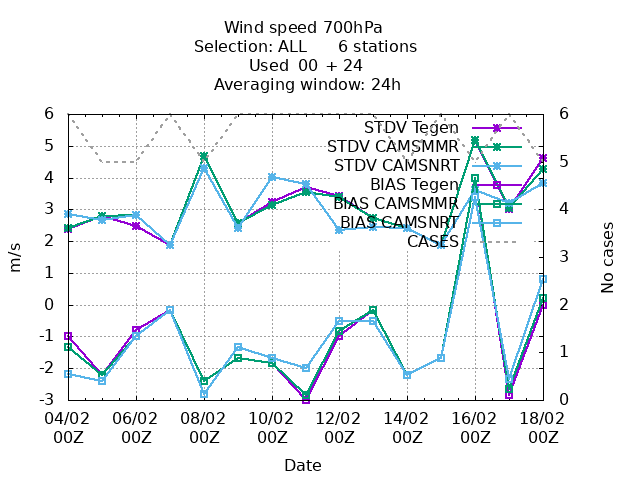 Wind speed 700hPa
Selection: ALL 6 stations
Used 00 + 24
Averaging window: 24h
6
5
4
3
2
1
0
-1
-2
-3
m/s
6
5
4
3
2
1
0
No cases
STDV Tegen
STDV CAMSMMR
STDV CAMSNRT
BIAS Tegen
BIAS CAMSMMR
BIAS CAMSNRT
CASES
04/02 06/02 08/02 10/02 12/02 14/02 16/02 18/02
00Z 00Z 00Z 00Z 00Z 00Z 00Z 00Z
Date